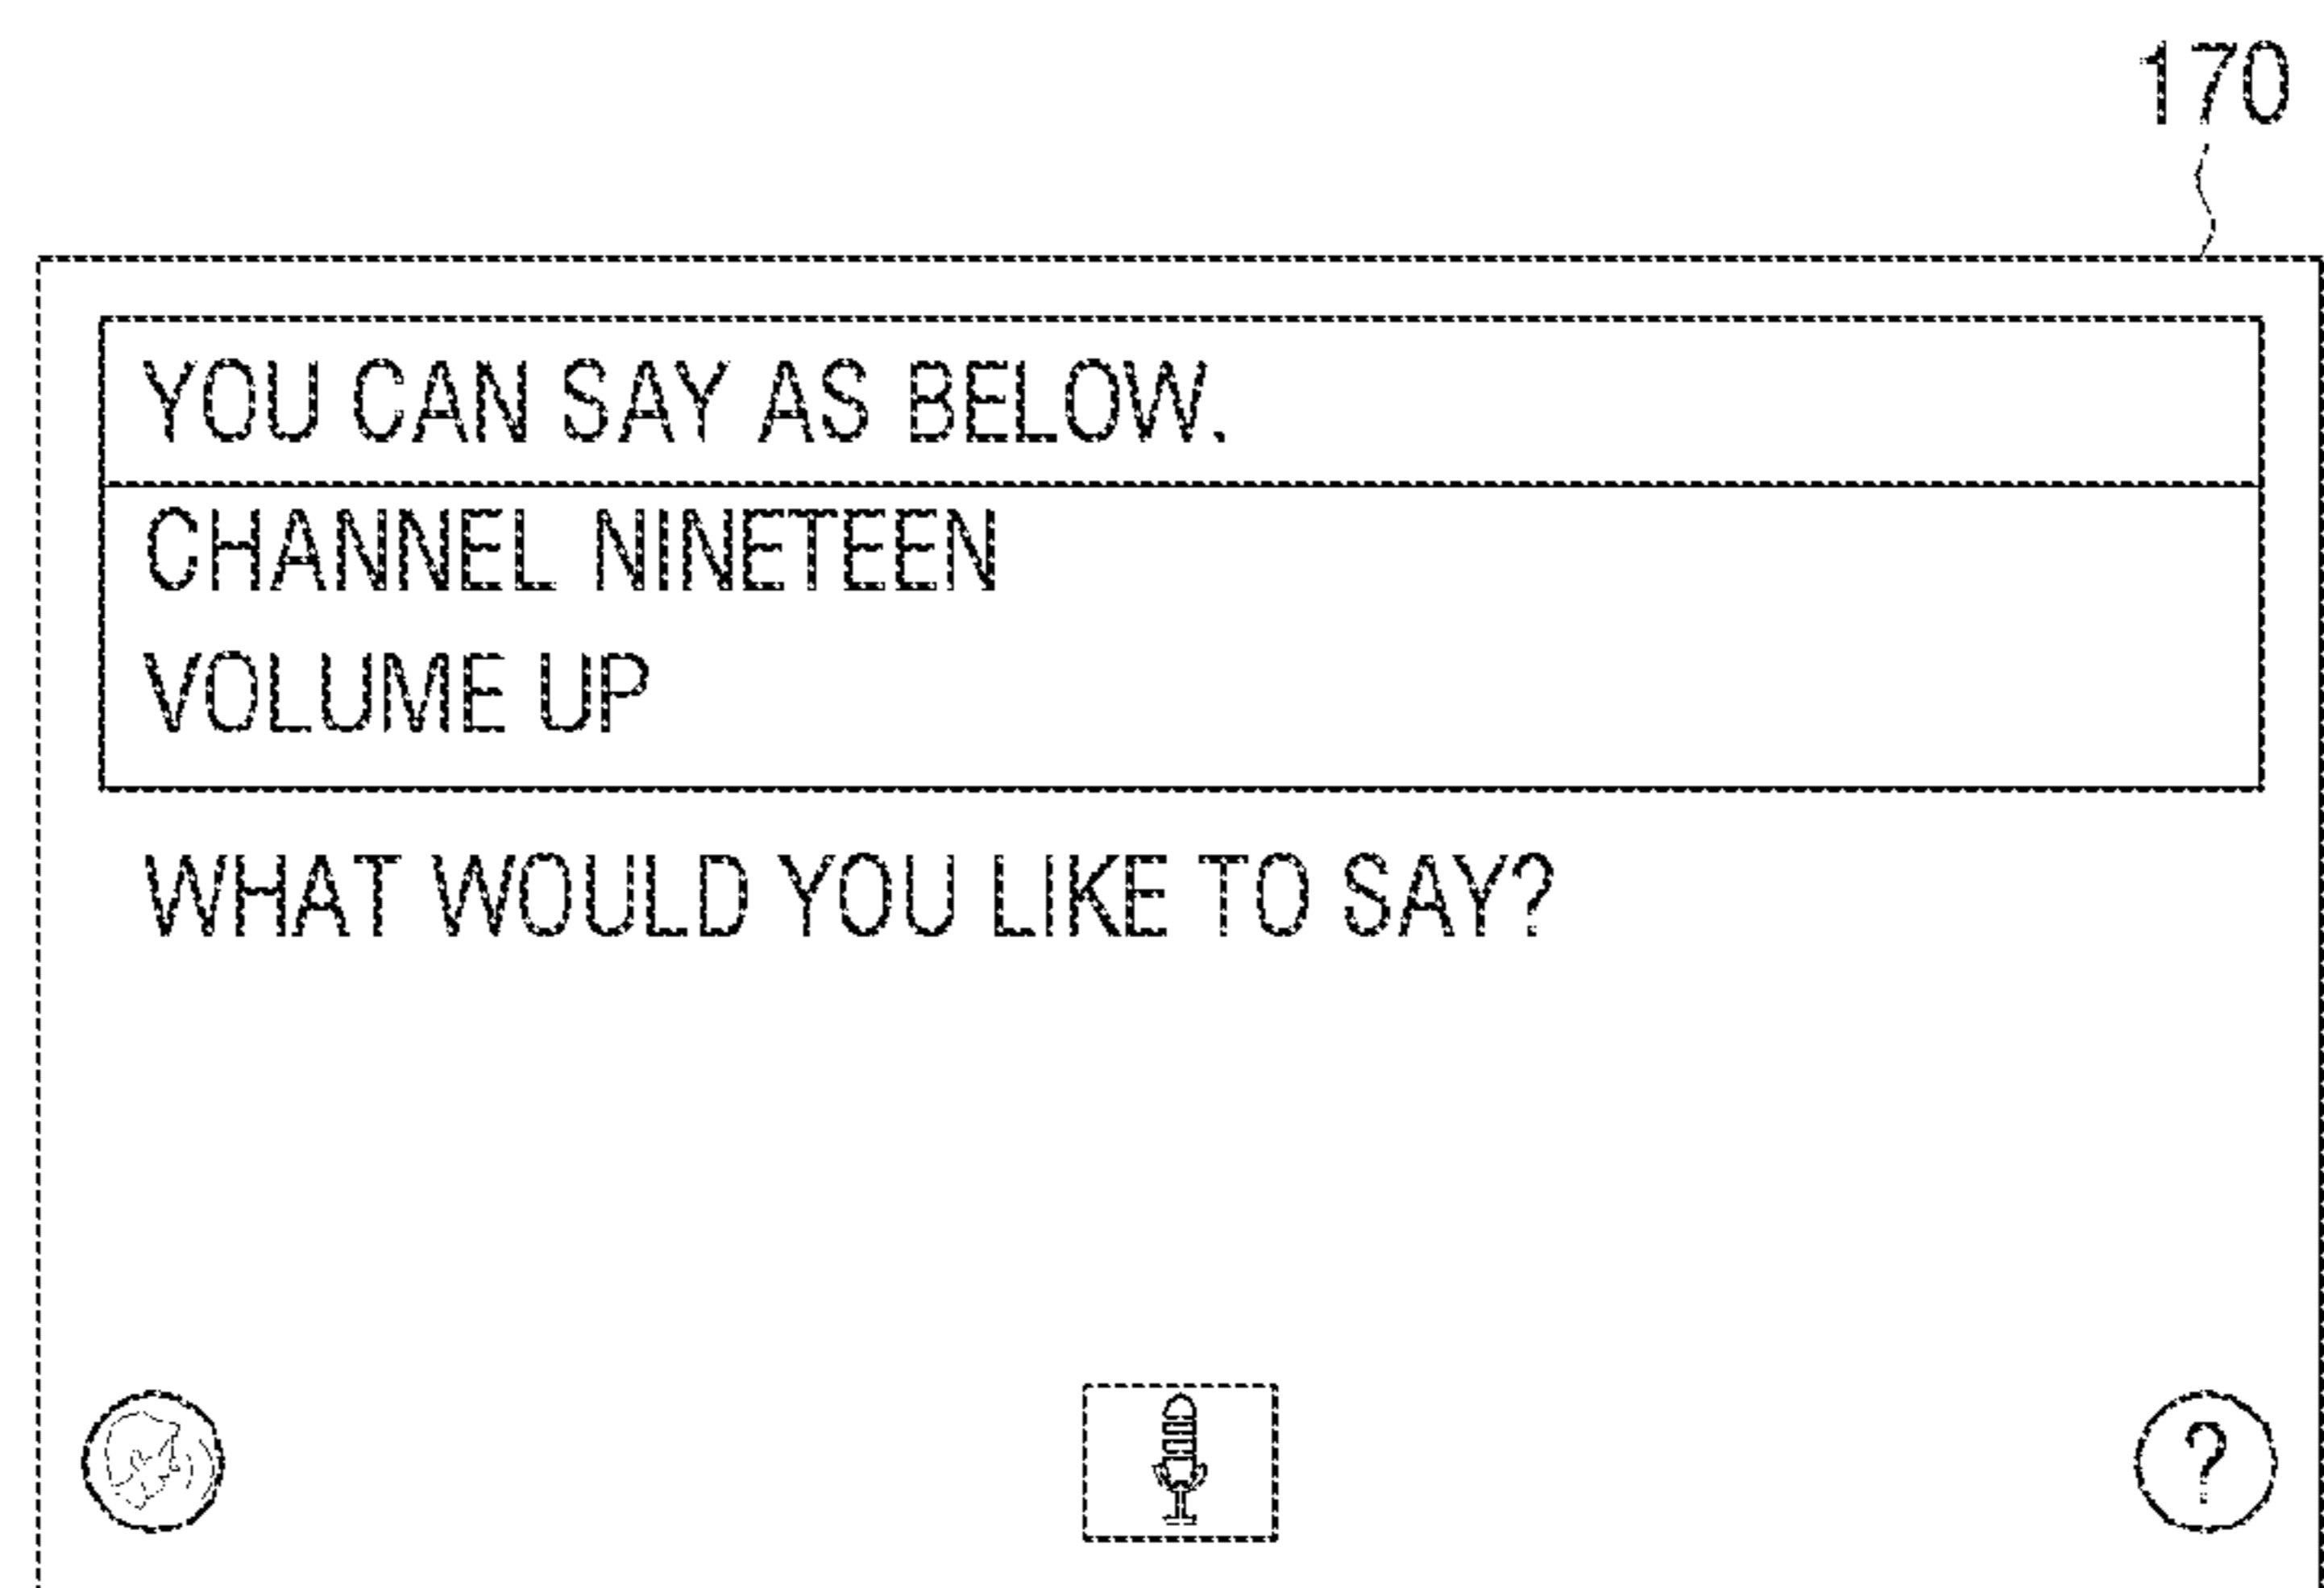 170
YOU CAN SAY AS BELOW.
CHANNEL NINETEEN
VOLUME UP
WHAT WOULD YOU LIKE TO SAY?
?